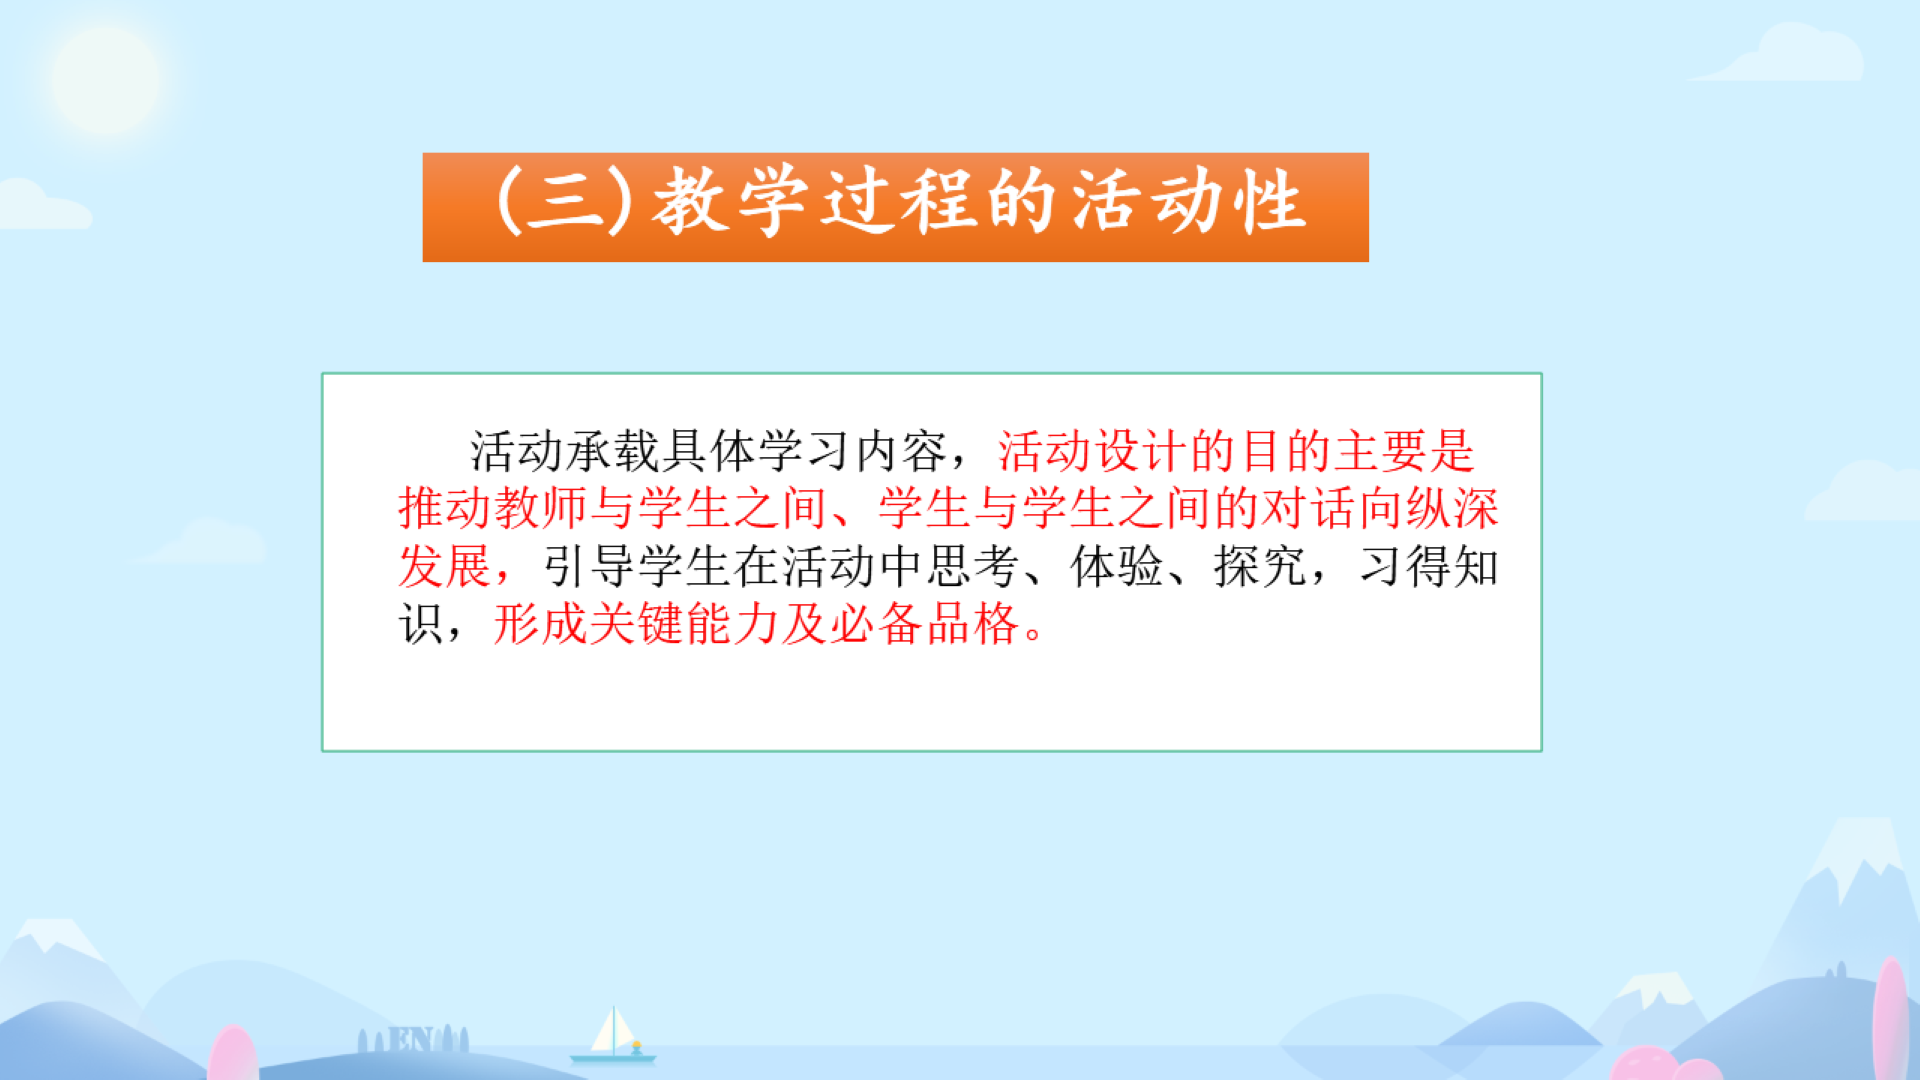 (三)教学过程的活动性
活动承载具体学习内容，活动设计的目的主要是
推动教师与学生之间、学生与学生之间的对话向纵深
发展，引导学生在活动中思考、体验、探究，习得知
识，形成关键能力及必备品格。
EN